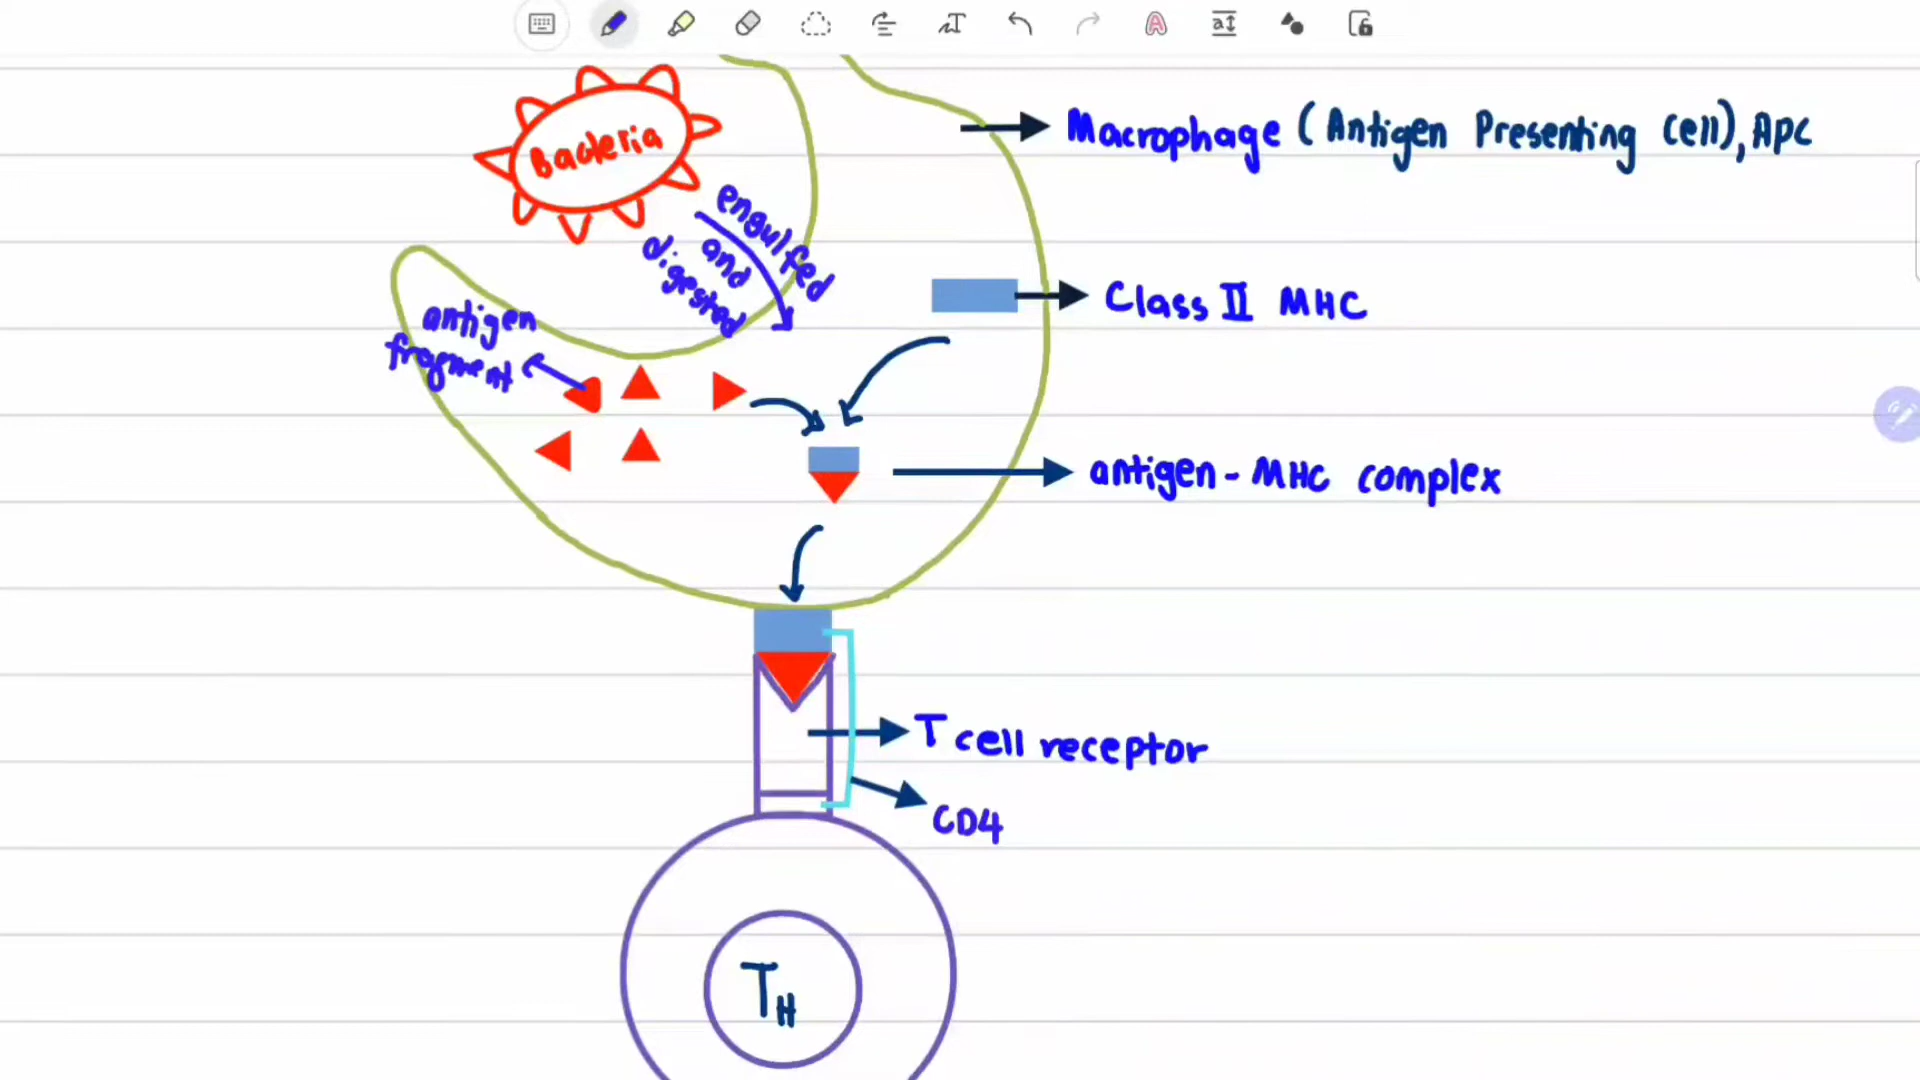 Bacteria
Macrophage (Antigen Presenting Cell), APC
engulfed
and
digested
Class II MHC
antigen
fragment
antigen - MHC complex
T cell receptor
CD4
TH